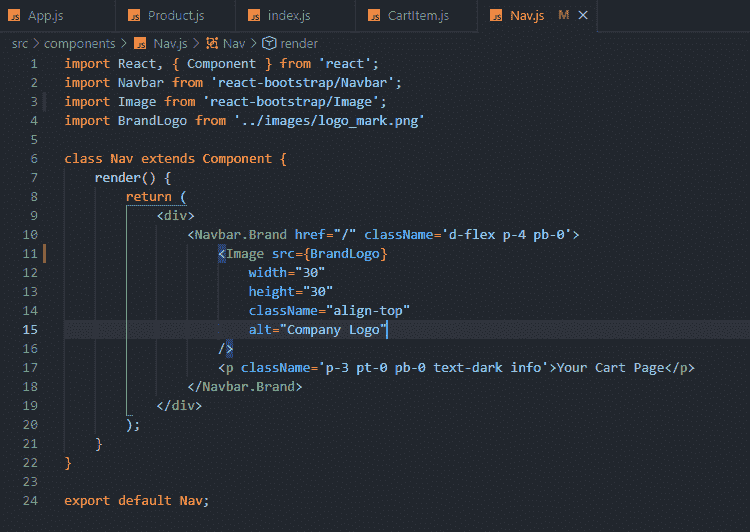 JS App.js JS Product.js JS index.js JS CartItem.js JS Nav.js M ×
src > components > JS Nav.js > Nav > render
1 import React, { Component } from 'react';
2 import Navbar from 'react-bootstrap/Navbar';
3 import Image from 'react-bootstrap/Image';
4 import BrandLogo from '../images/logo_mark.png'
5
6 class Nav extends Component {
7     render() {
8         return (
9             <div>
10                 <Navbar.Brand href="/" className='d-flex p-4 pb-0'>
11                     <Image src={BrandLogo}
12                         width="30"
13                         height="30"
14                         className="align-top"
15                         alt="Company Logo"
16                     />
17                     <p className='p-3 pt-0 pb-0 text-dark info'>Your Cart Page</p>
18                 </Navbar.Brand>
19             </div>
20         );
21     }
22 }
23
24 export default Nav;